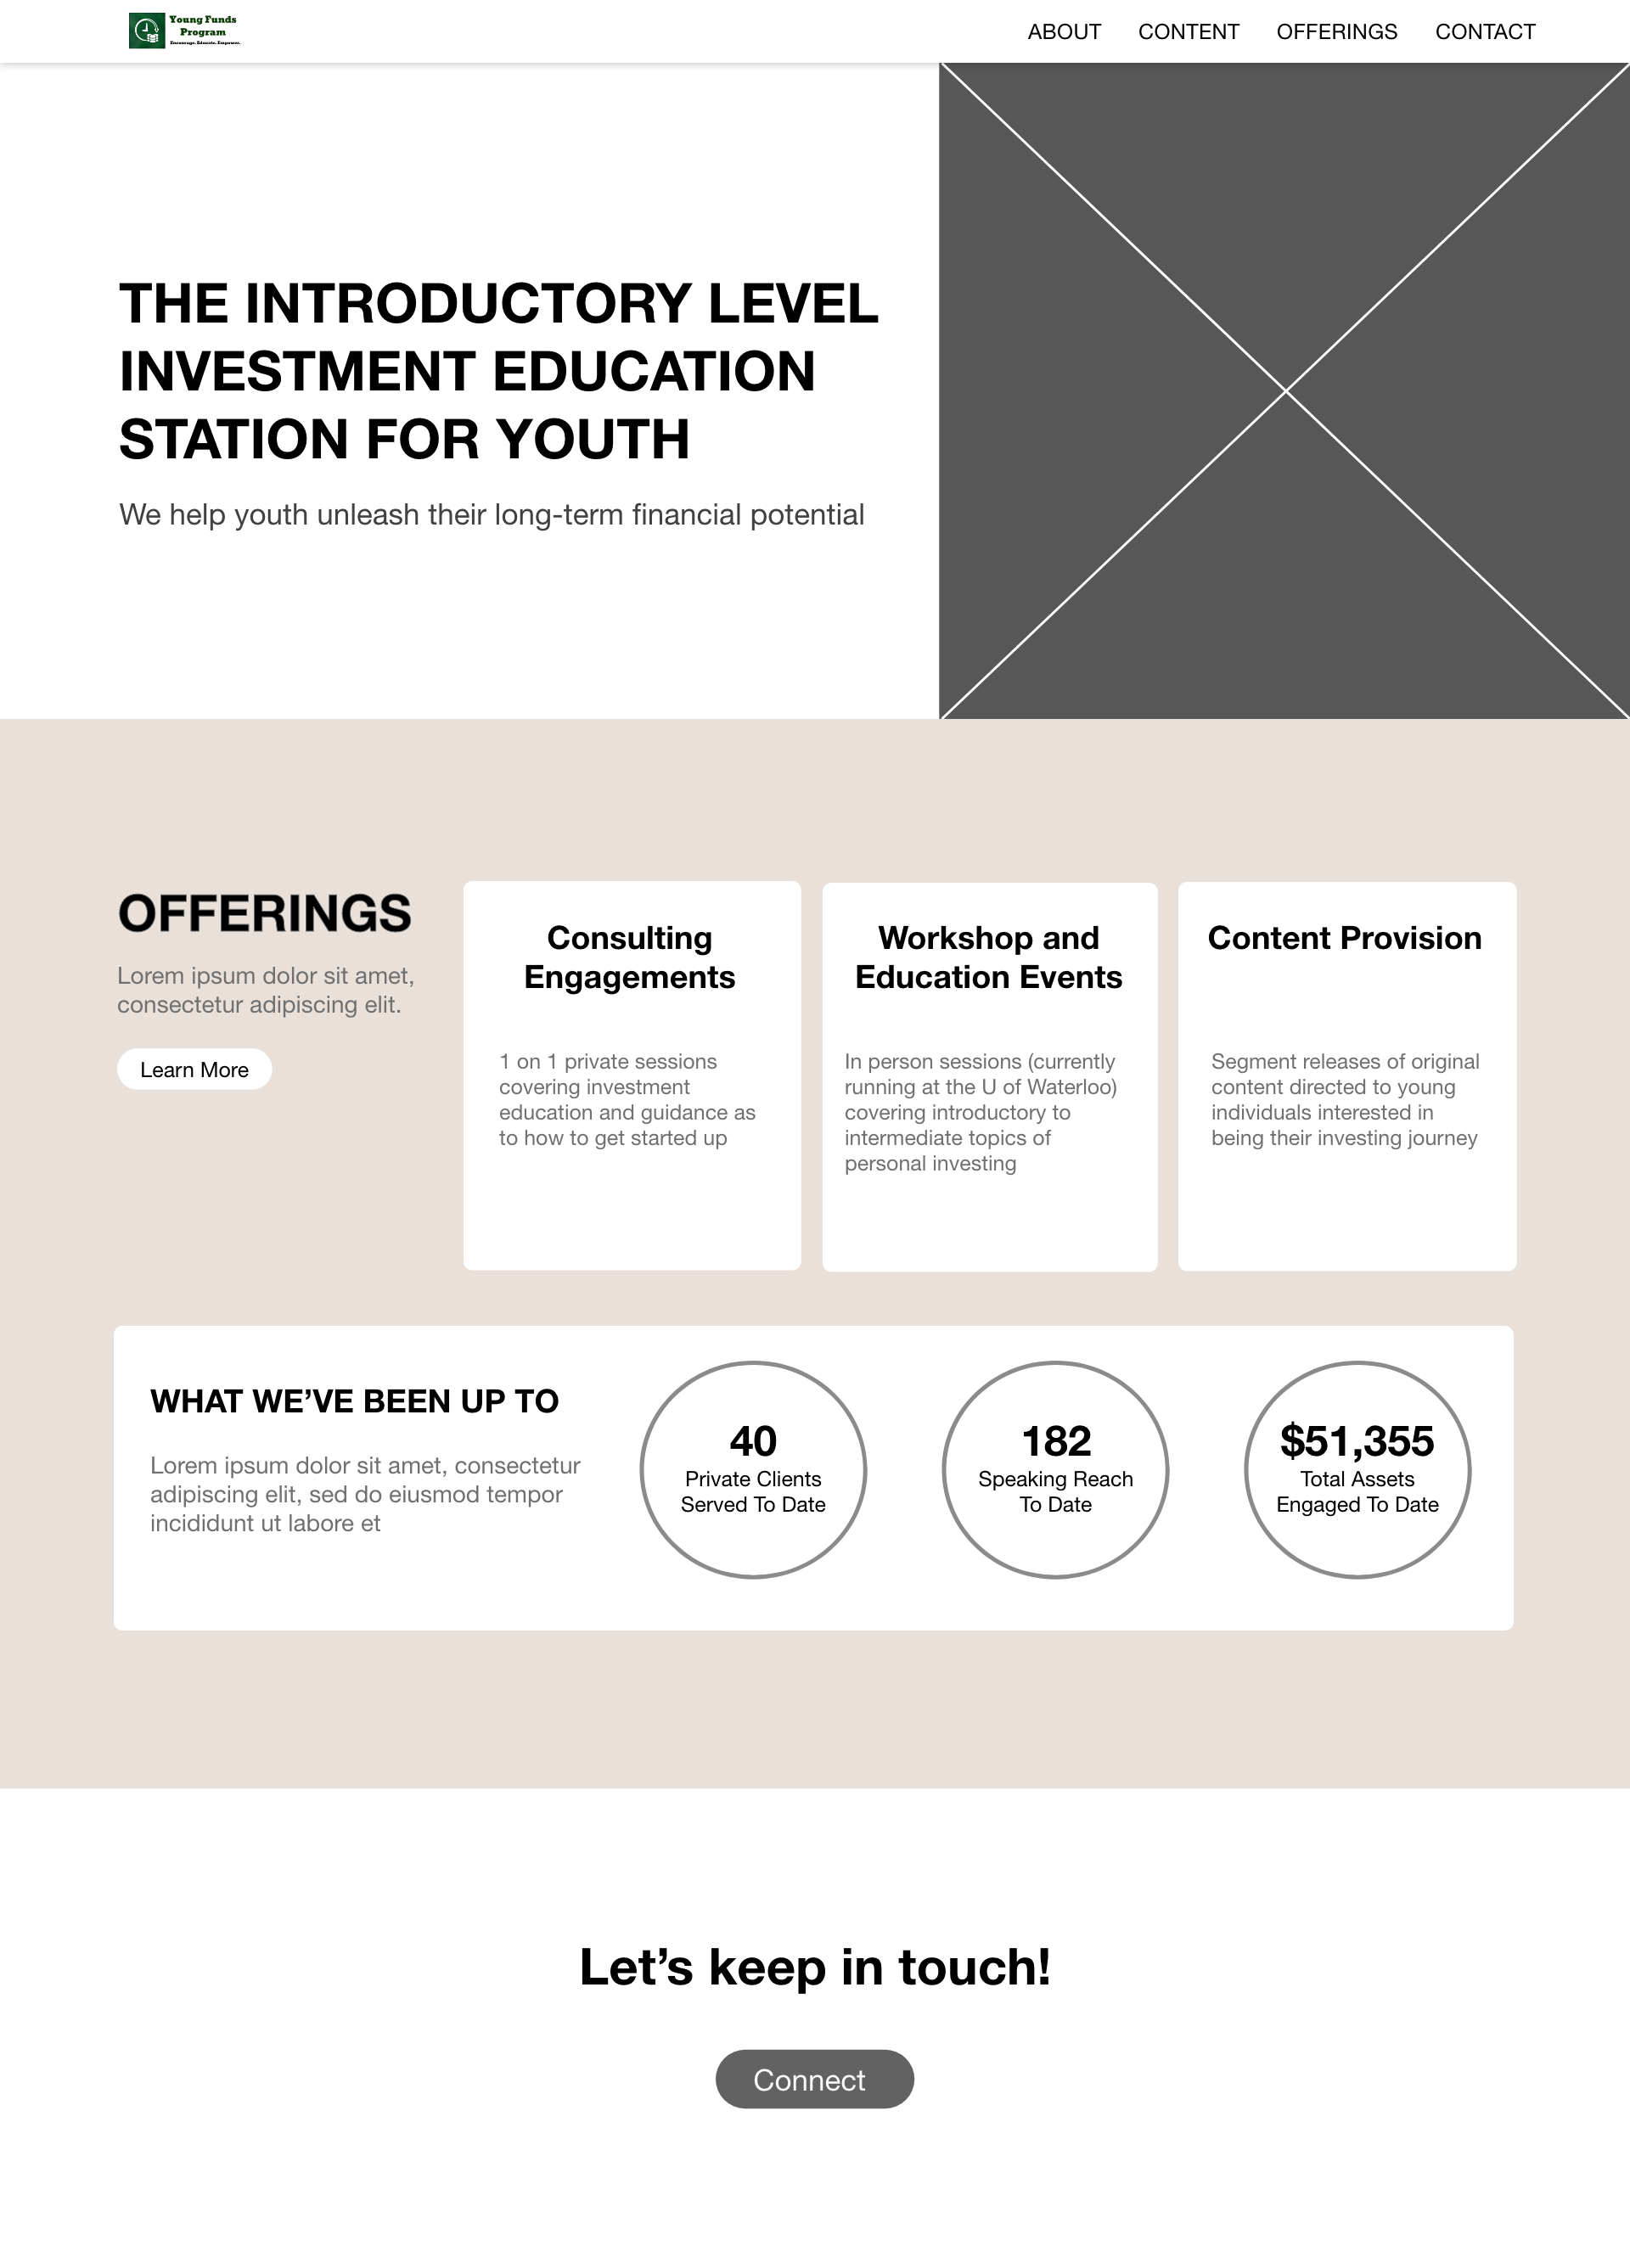 Young Funds
Program
Encourage. Educate. Empower.
ABOUT
CONTENT
OFFERINGS
CONTACT
THE INTRODUCTORY LEVEL
INVESTMENT EDUCATION
STATION FOR YOUTH
We help youth unleash their long-term financial potential
OFFERINGS
Lorem ipsum dolor sit amet,
consectetur adipiscing elit.
Learn More
Consulting
Engagements
1 on 1 private sessions
covering investment
education and guidance as
to how to get started up
Workshop and
Education Events
In person sessions (currently
running at the U of Waterloo)
covering introductory to
intermediate topics of
personal investing
Content Provision
Segment releases of original
content directed to young
individuals interested in
being their investing journey
WHAT WE’VE BEEN UP TO
Lorem ipsum dolor sit amet, consectetur
adipiscing elit, sed do eiusmod tempor
incididunt ut labore et
40
Private Clients
Served To Date
182
Speaking Reach
To Date
$51,355
Total Assets
Engaged To Date
Let’s keep in touch!
Connect